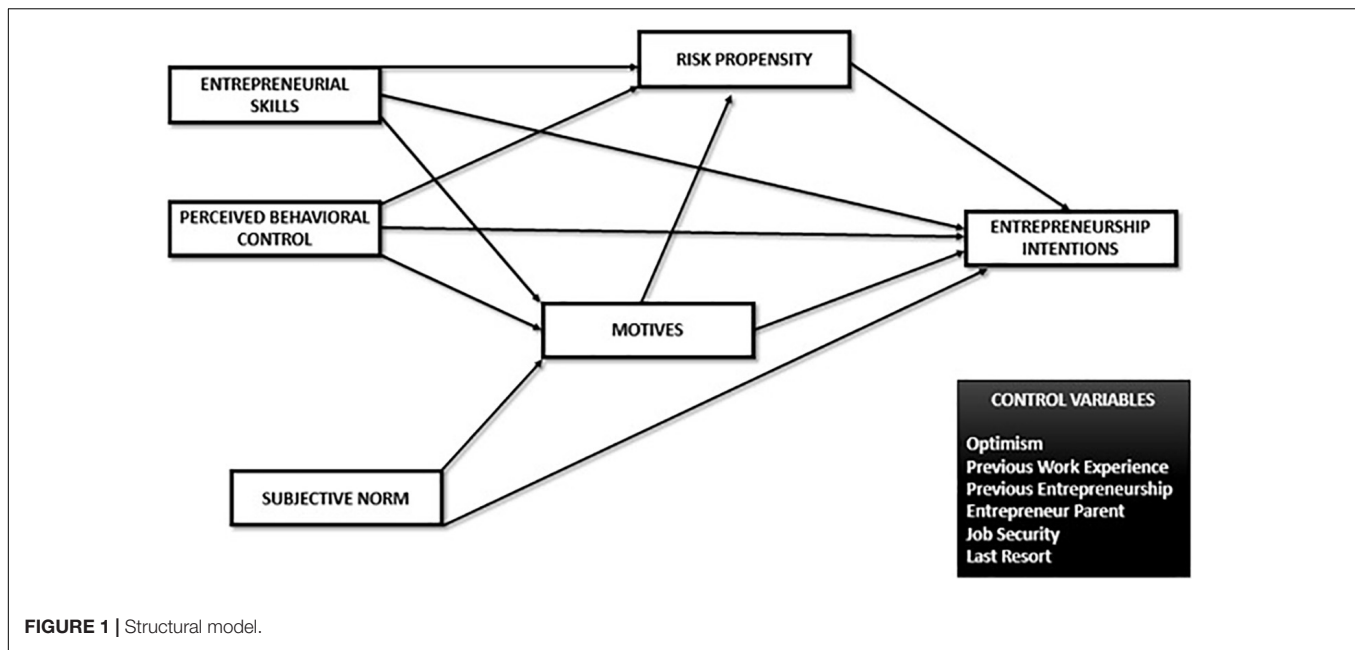 RISK PROPENSITY
ENTREPRENEURIAL
SKILLS
PERCEIVED BEHAVIORAL
CONTROL
ENTREPRENEURSHIP
INTENTIONS
MOTIVES
SUBJECTIVE NORM
CONTROL VARIABLES
Optimism
Previous Work Experience
Previous Entrepreneurship
Entrepreneur Parent
Job Security
Last Resort
FIGURE 1 | Structural model.